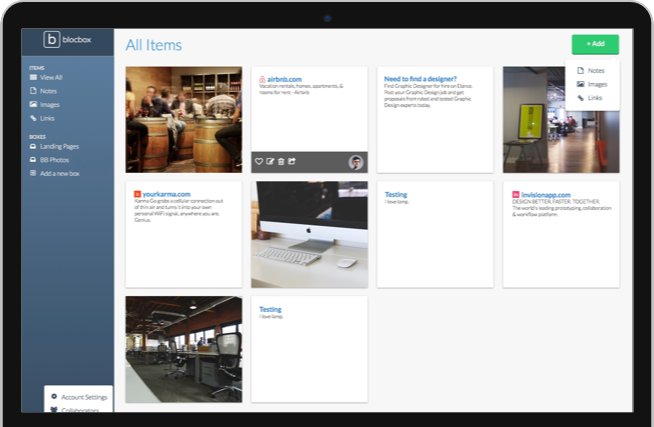 b blocbox
All Items
+ Add
Notes
Images
Links
ITEMS
View All
Notes
Images
Links
BOXES
Landing Pages
BB Photos
Add a new box
airbnb.com
Vacation rentals, homes, apartments, &
rooms for rent - Airbnb
Need to find a designer?
Find Graphic Designer for hire on Elance.
Post your Graphic Design job and get
proposals from rated and tested Graphic
Design experts today.
yourkarma.com
Karma Go grabs a cellular connection out
of thin air and turns it into your own
personal WiFi signal, anywhere you are.
Genius.
Testing
I love temp.
invisionapp.com
DESIGN BETTER. FASTER. TOGETHER.
The world's leading prototyping, collaboration
& workflow platform.
Testing
I love temp.
Account Settings
Collaborators